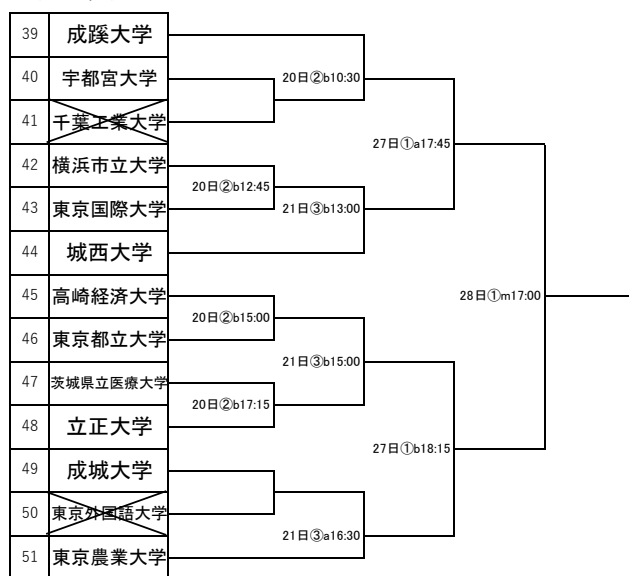 39 成蹊大学
40 宇都宮大学
20日②b10:30
41 千葉工業大学
27日①a17:45
42 横浜市立大学
20日②b12:45
43 東京国際大学
21日③b13:00
44 城西大学
45 高崎経済大学
28日①m17:00
20日②b15:00
46 東京都立大学
21日③b15:00
47 茨城県立医療大学
20日②b17:15
48 立正大学
27日①b18:15
49 成城大学
50 東京外国語大学
21日③a16:30
51 東京農業大学